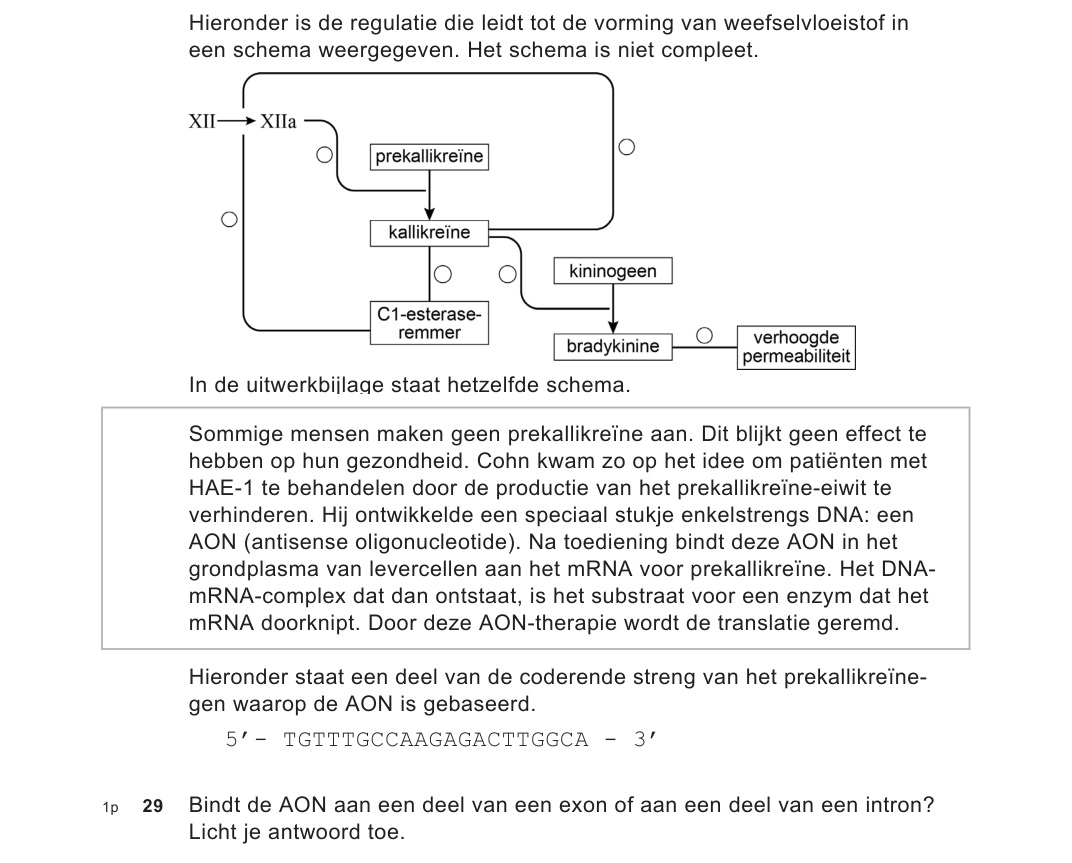 Hieronder is de regulatie die leidt tot de vorming van weefselvloeistof in
een schema weergegeven. Het schema is niet compleet.
XII XIIa
prekallikreïne
kallikreïne
kininogeen
C1-esterase-
remmer
bradykinine
verhoogde
permeabiliteit
In de uitwerkbijlage staat hetzelfde schema.
Sommige mensen maken geen prekallikreïne aan. Dit blijkt geen effect te
hebben op hun gezondheid. Cohn kwam zo op het idee om patiënten met
HAE-1 te behandelen door de productie van het prekallikreïne-eiwit te
verhinderen. Hij ontwikkelde een speciaal stukje enkelstrengs DNA: een
AON (antisense oligonucleotide). Na toediening bindt deze AON in het
grondplasma van levercellen aan het mRNA voor prekallikreïne. Het DNA-
mRNA-complex dat dan ontstaat, is het substraat voor een enzym dat het
mRNA doorknipt. Door deze AON-therapie wordt de translatie geremd.
Hieronder staat een deel van de coderende streng van het prekallikreïne-
gen waarop de AON is gebaseerd.
5’- TGTTTGCCAAGAGACTTGGCA - 3’
1p 29 Bindt de AON aan een deel van een exon of aan een deel van een intron?
Licht je antwoord toe.